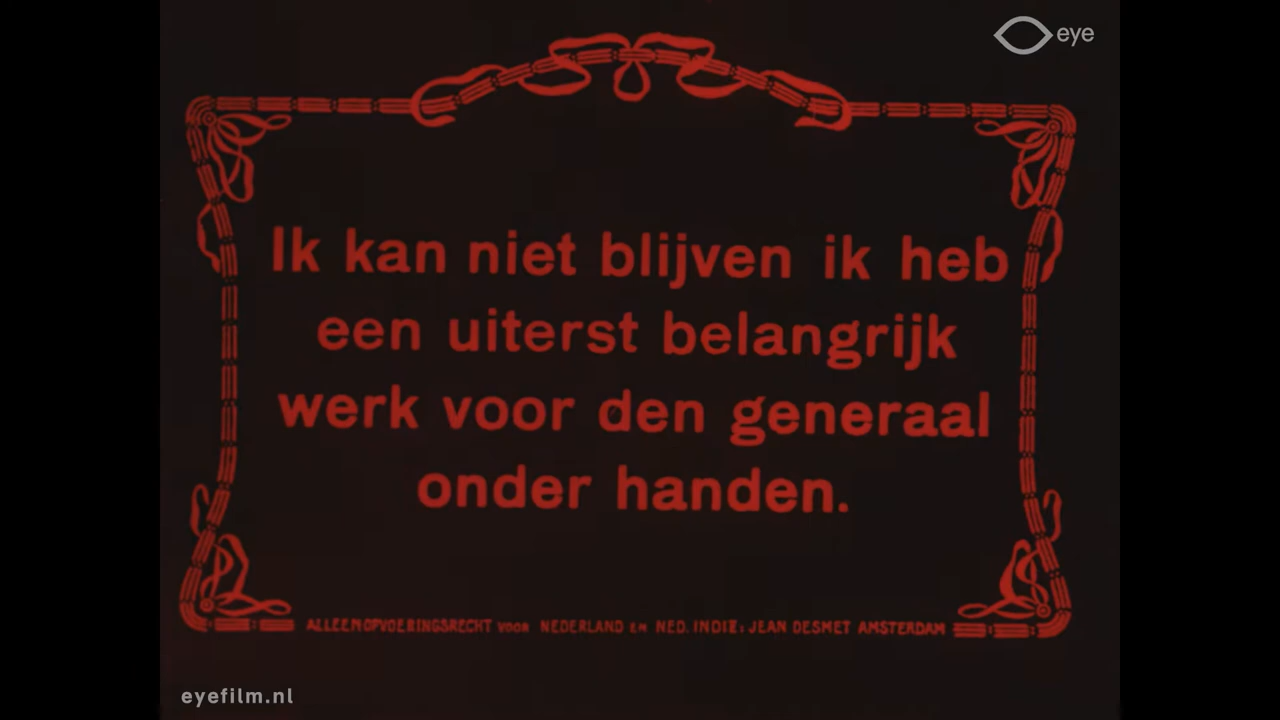 eye
Ik kan niet blijven ik heb
een uiterst belangrijk
werk voor den generaal
onder handen.
ALLEENOPVOERINGSRECHT VOOR NEDERLAND EN NED. INDIE: JEAN DESMET AMSTERDAM
eyefilm.nl